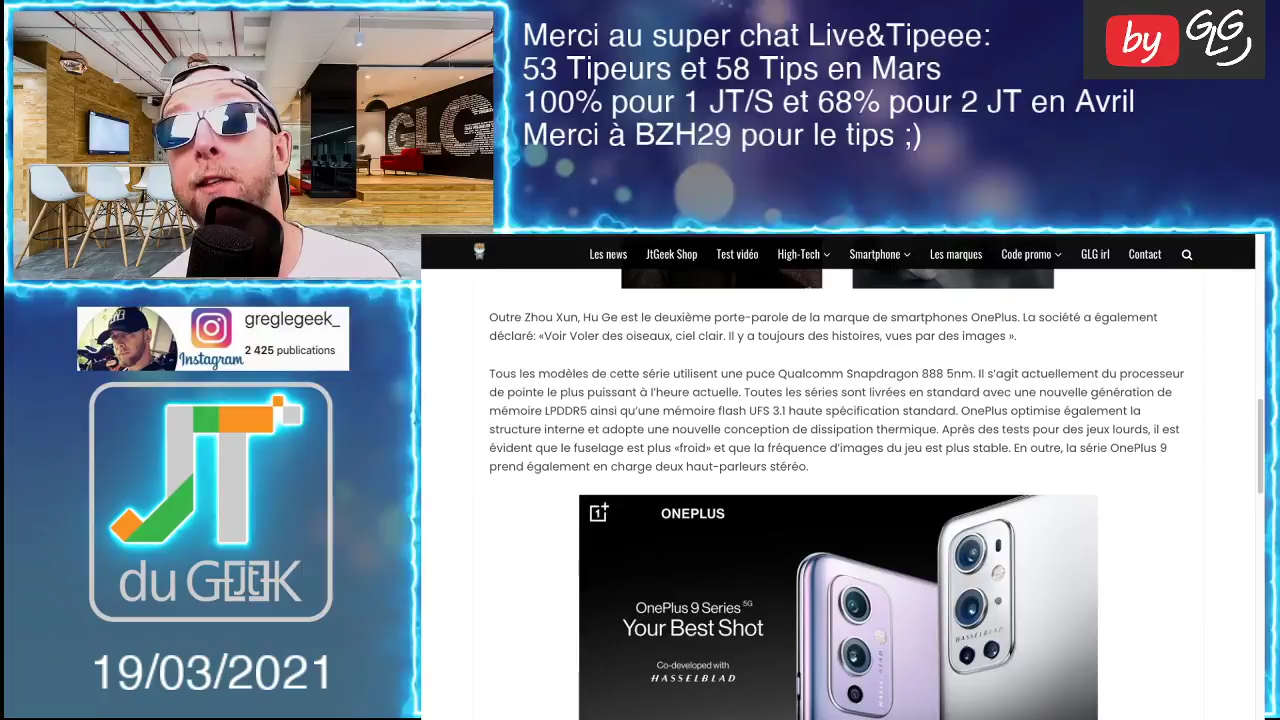 GLG
Merci au super chat Live&Tipeee:
53 Tipeurs et 58 Tips en Mars
100% pour 1 JT/S et 68% pour 2 JT en Avril
Merci à BZH29 pour le tips ;)
by GLG
Les news JtGeek Shop Test vidéo High-Tech Smartphone Les marques Code promo GLG irl Contact
Outre Zhou Xun, Hu Ge est le deuxième porte-parole de la marque de smartphones OnePlus. La société a également
déclaré: «Voir Voler des oiseaux, ciel clair. Il y a toujours des histoires, vues par des images ».
Tous les modèles de cette série utilisent une puce Qualcomm Snapdragon 888 5nm. Il s'agit actuellement du processeur
de pointe le plus puissant à l'heure actuelle. Toutes les séries sont livrées en standard avec une nouvelle génération de
mémoire LPDDR5 ainsi qu'une mémoire flash UFS 3.1 haute spécification standard. OnePlus optimise également la
structure interne et adopte une nouvelle conception de dissipation thermique. Après des tests pour des jeux lourds, il est
évident que le fuselage est plus «froid» et que la fréquence d'images du jeu est plus stable. En outre, la série OnePlus 9
prend également en charge deux haut-parleurs stéréo.
ONEPLUS
OnePlus 9 Series 5G
Your Best Shot
Co-developed with
HASSELBLAD
HASSELBLAD
HASSELBLAD
greglegeek_
Instagram
2 425 publications
JT
du GEEK
19/03/2021